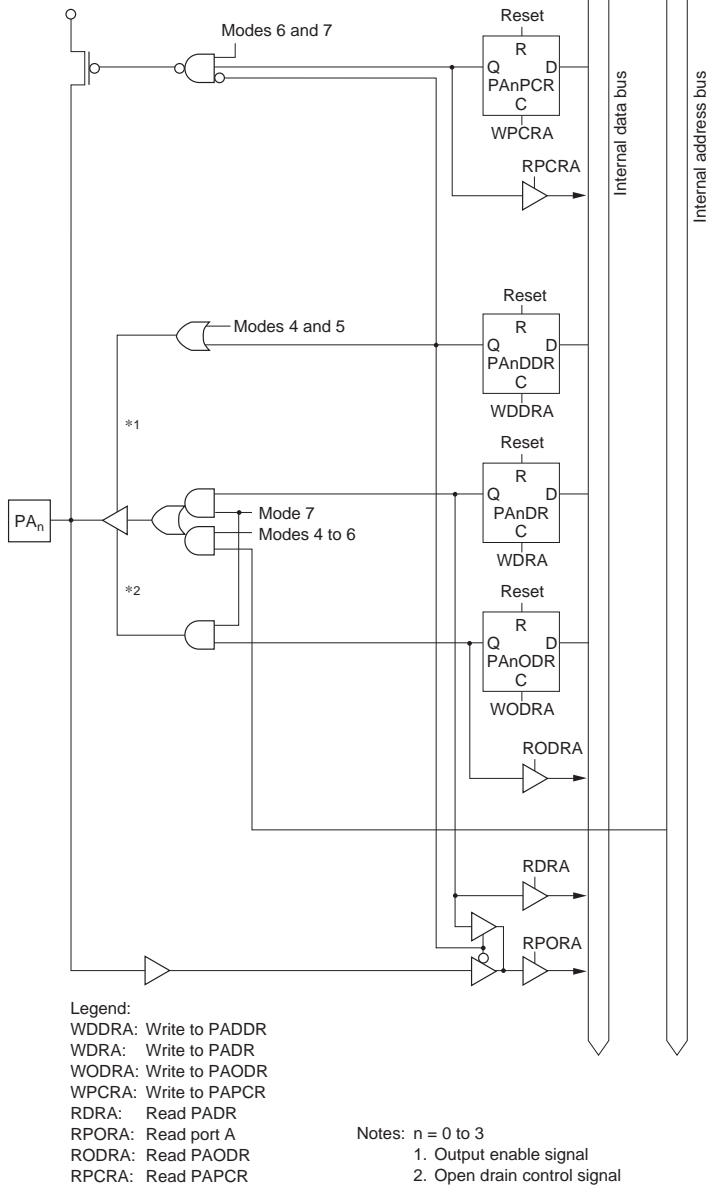 Reset
Modes 6 and 7
R
Q D
PAnPCR
C
WPCRA
RPCRA
Internal data bus
Internal address bus
Reset
Modes 4 and 5
R
Q D
PAnDDR
C
WDDRA
*1
Reset
R
Q D
PAnDR
C
WDRA
PAn
Mode 7
Modes 4 to 6
*2
Reset
R
Q D
PAnODR
C
WODRA
RODRA
RDRA
RPORA
Legend:
WDDRA: Write to PADDR
WDRA: Write to PADR
WODRA: Write to PAODR
WPCRA: Write to PAPCR
RDRA: Read PADR
RPORA: Read port A
RODRA: Read PAODR
RPCRA: Read PAPCR
Notes: n = 0 to 3
1. Output enable signal
2. Open drain control signal